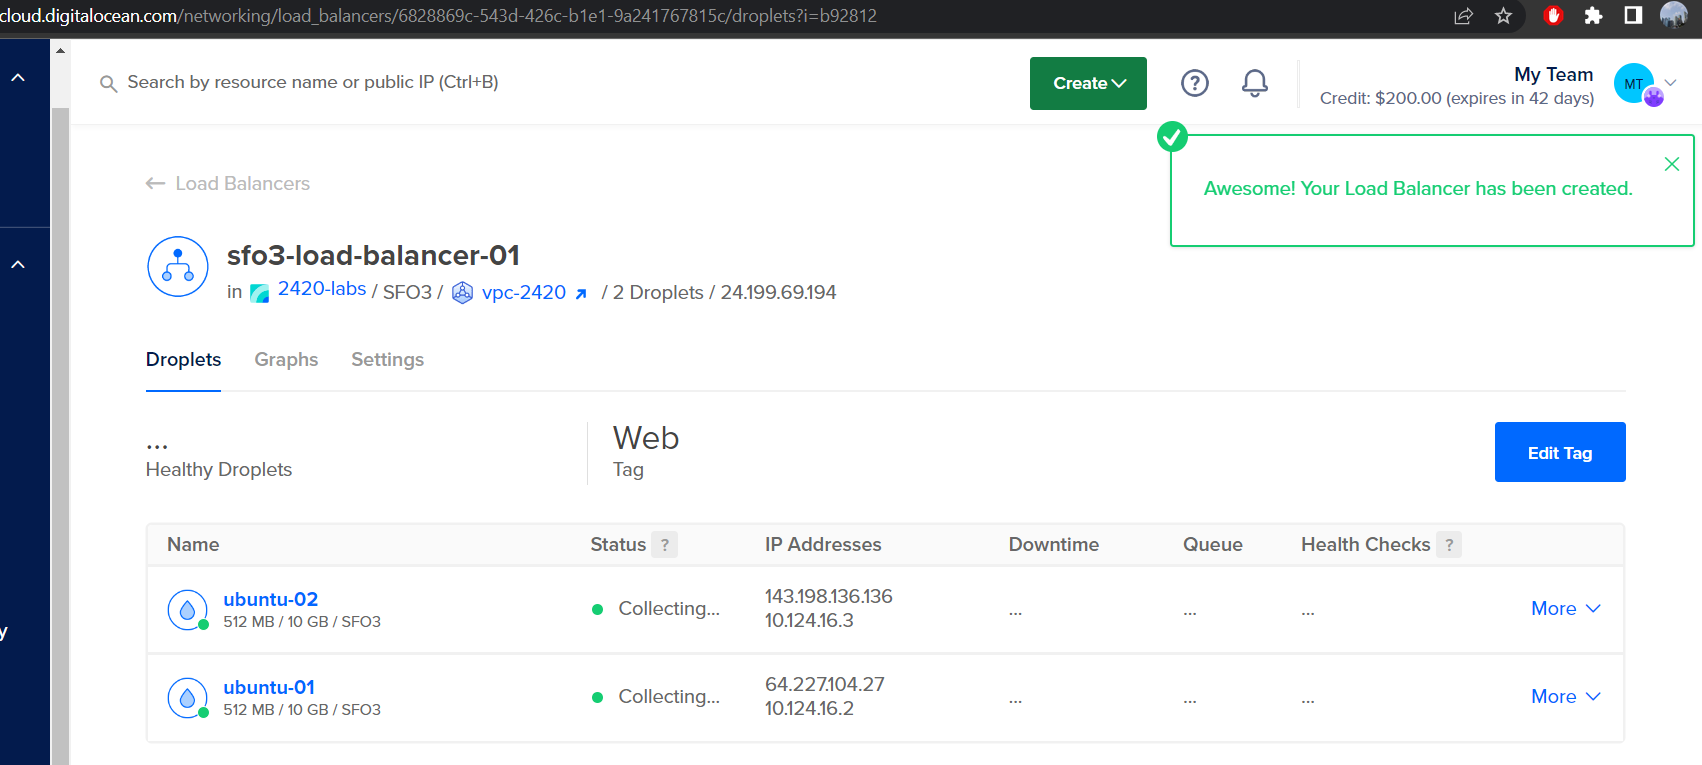 cloud.digitalocean.com/networking/load_balancers/6828869c-543d-426c-b1e1-9a241767815c/droplets?i=b92812
Search by resource name or public IP (Ctrl+B)
Create
?
My Team
Credit: $200.00 (expires in 42 days)
MT
Awesome! Your Load Balancer has been created.
← Load Balancers
sfo3-load-balancer-01
in 2420-labs / SFO3 / vpc-2420 / 2 Droplets / 24.199.69.194
Droplets Graphs Settings
...
Healthy Droplets
Web
Tag
Edit Tag
Name Status ? IP Addresses Downtime Queue Health Checks ?
ubuntu-02
512 MB / 10 GB / SFO3
Collecting...
143.198.136.136
10.124.16.3
... ... ...
More
ubuntu-01
512 MB / 10 GB / SFO3
Collecting...
64.227.104.27
10.124.16.2
... ... ...
More
y